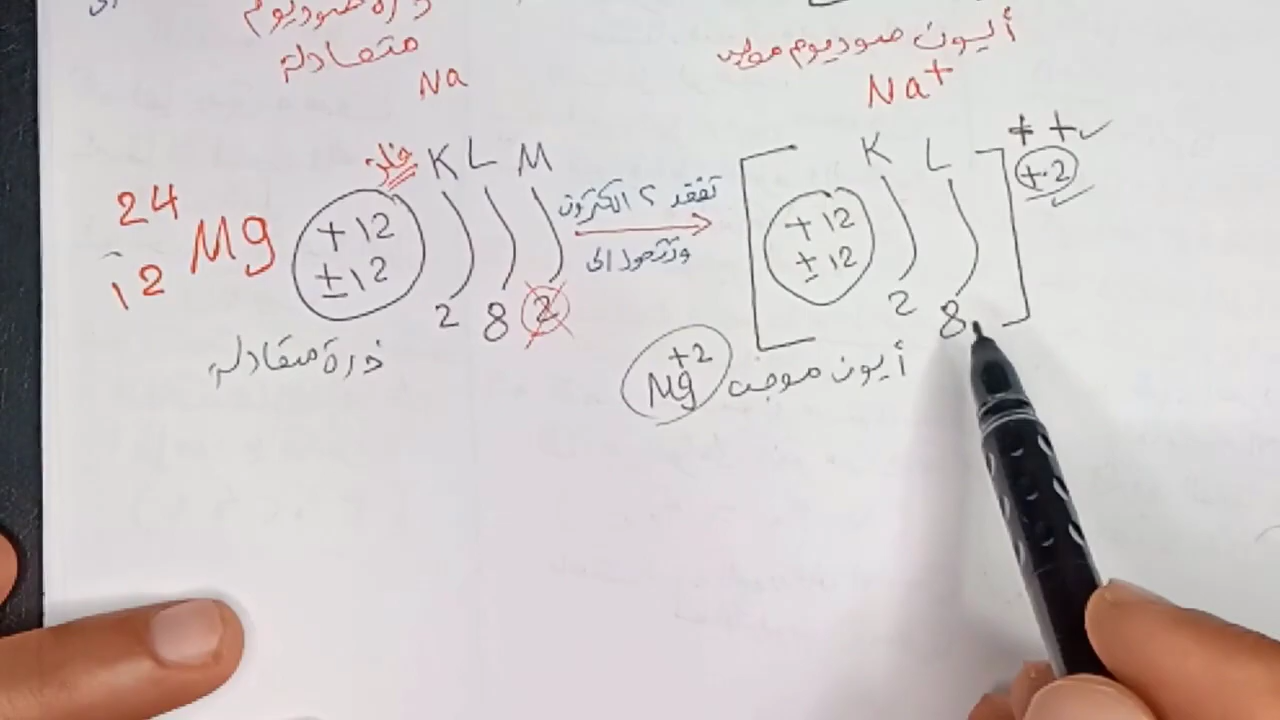 ذرة صوديوم
متعادلة
Na
أيون صوديوم موجب
Na+
24
12
Mg
فلز
K L M
+12
±12
2 8 2
ذرة متعادلة
تفقد ٢ الكترون
وتتحول الى
K L
+12
±12
2 8
+ +
+2
Mg+2
أيون موجب